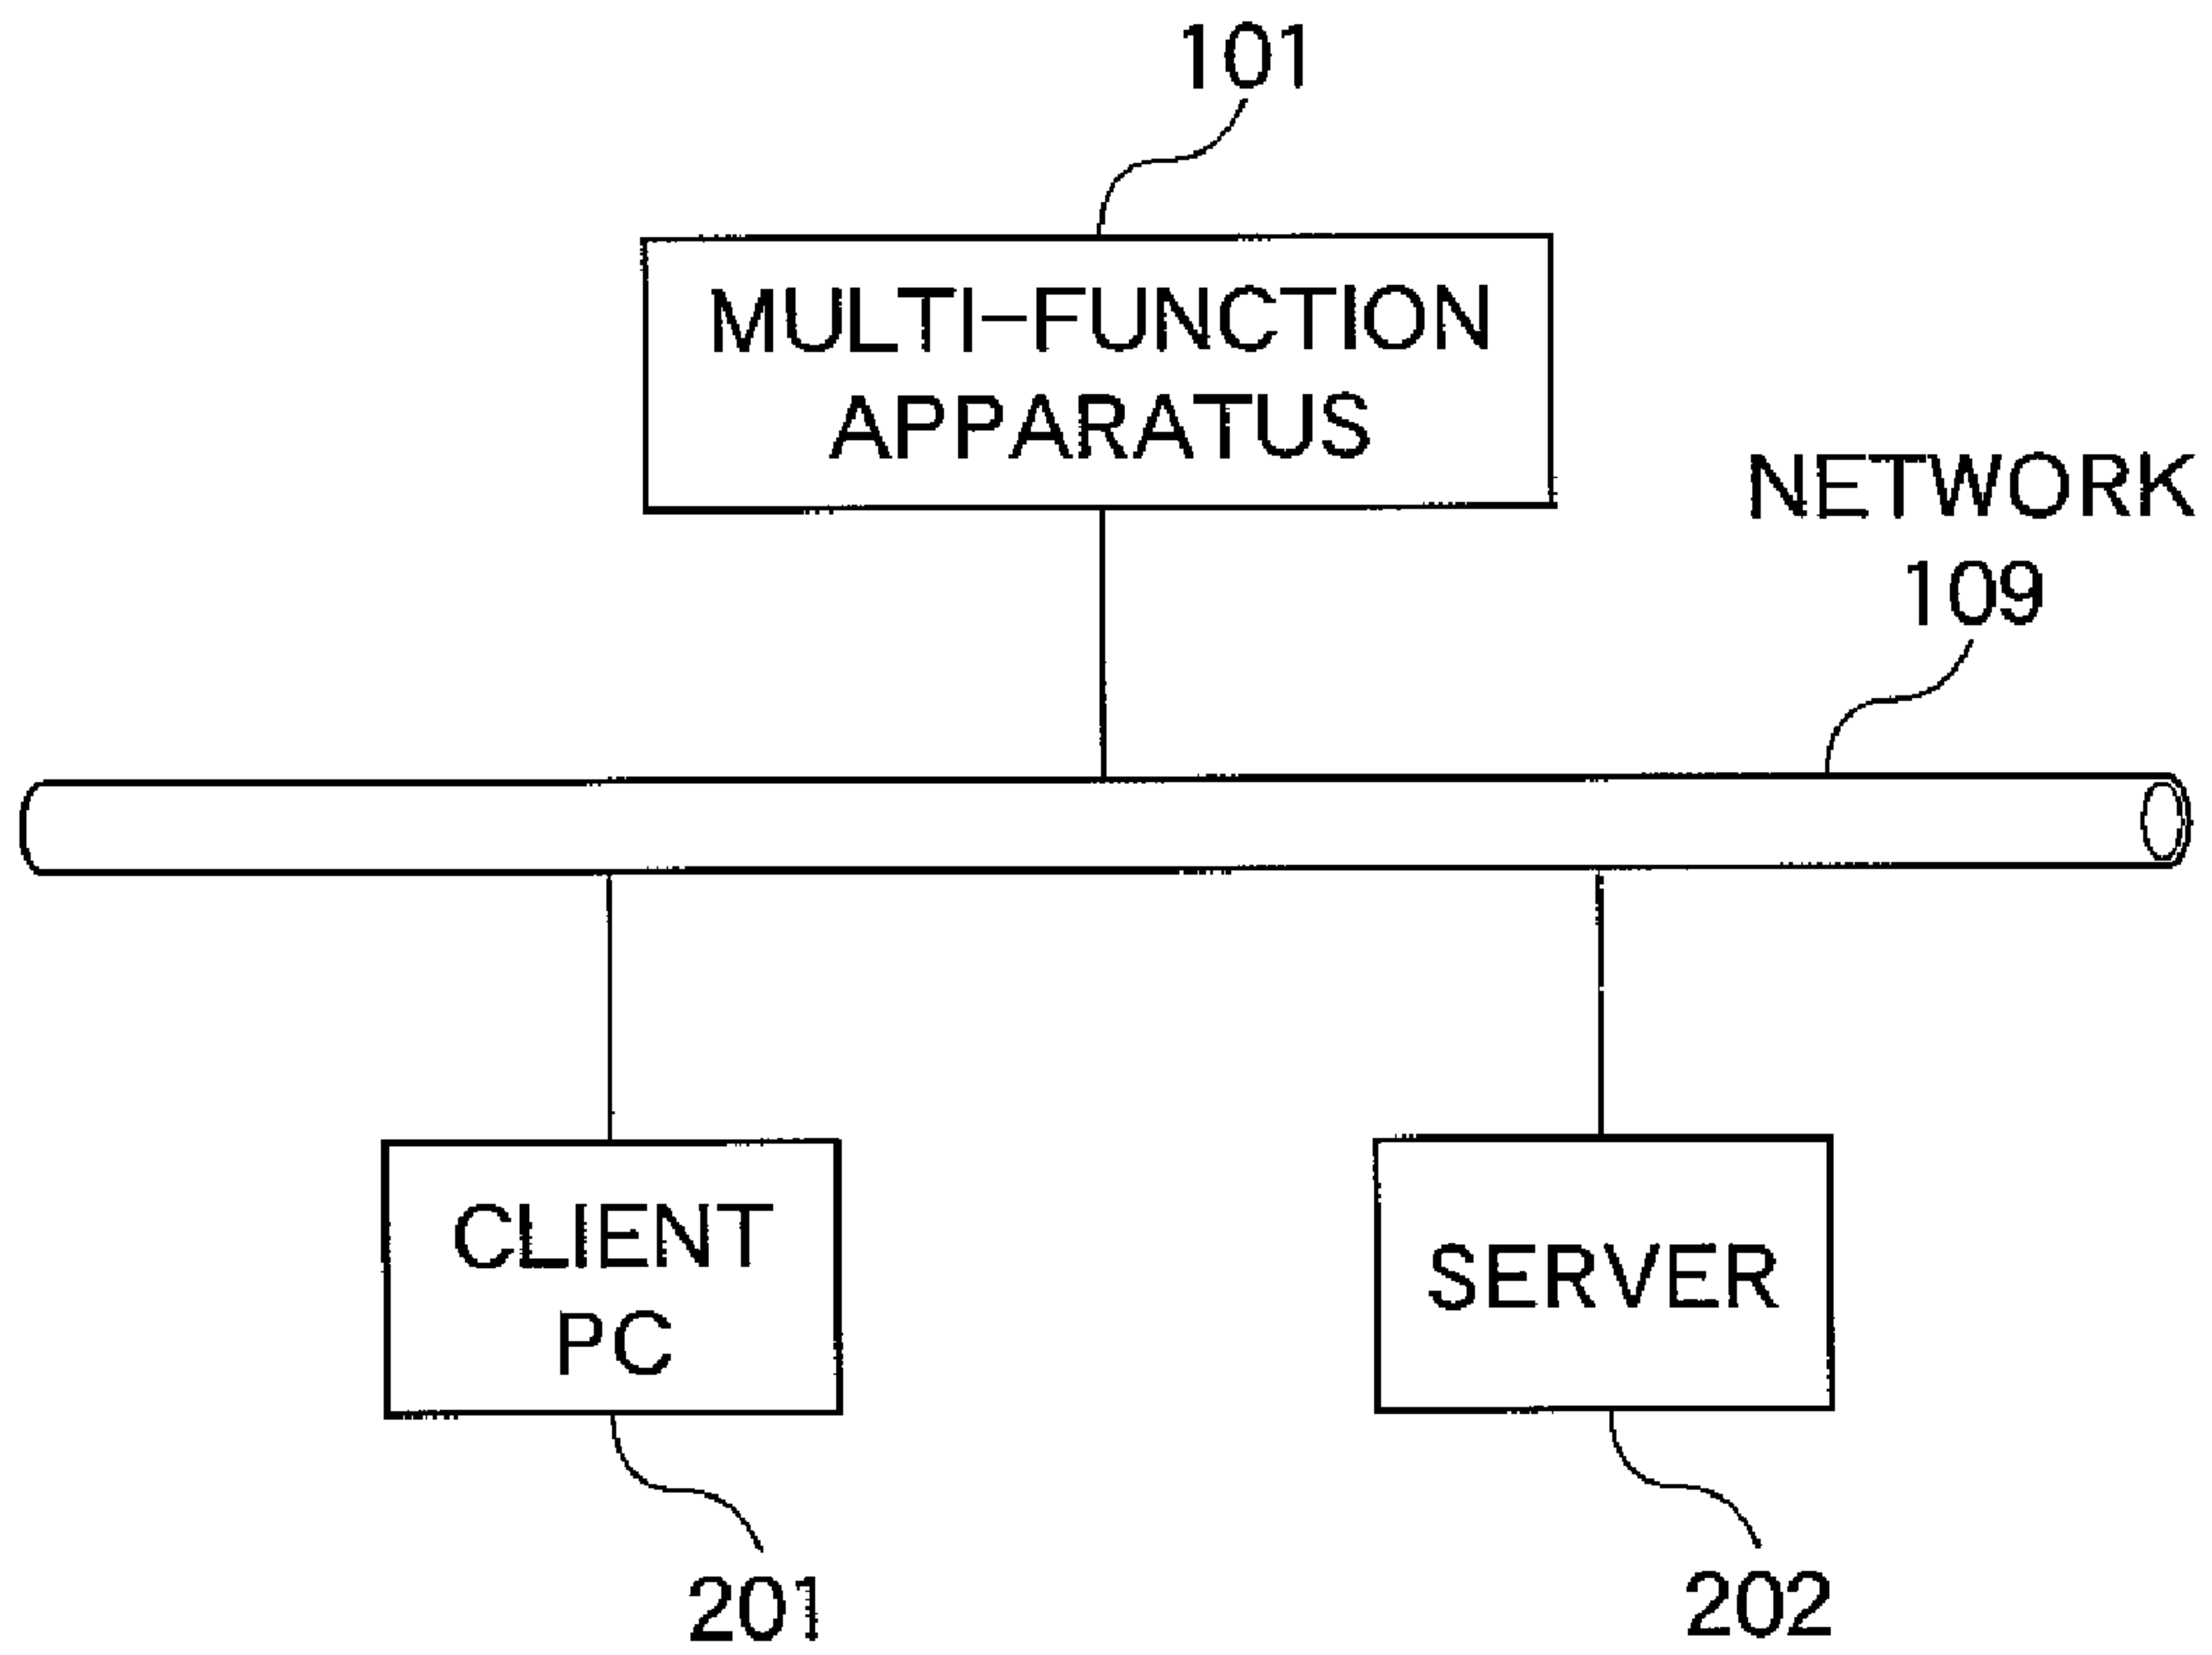 101
MULTI-FUNCTION
APPARATUS
NETWORK
109
CLIENT
PC
SERVER
201
202